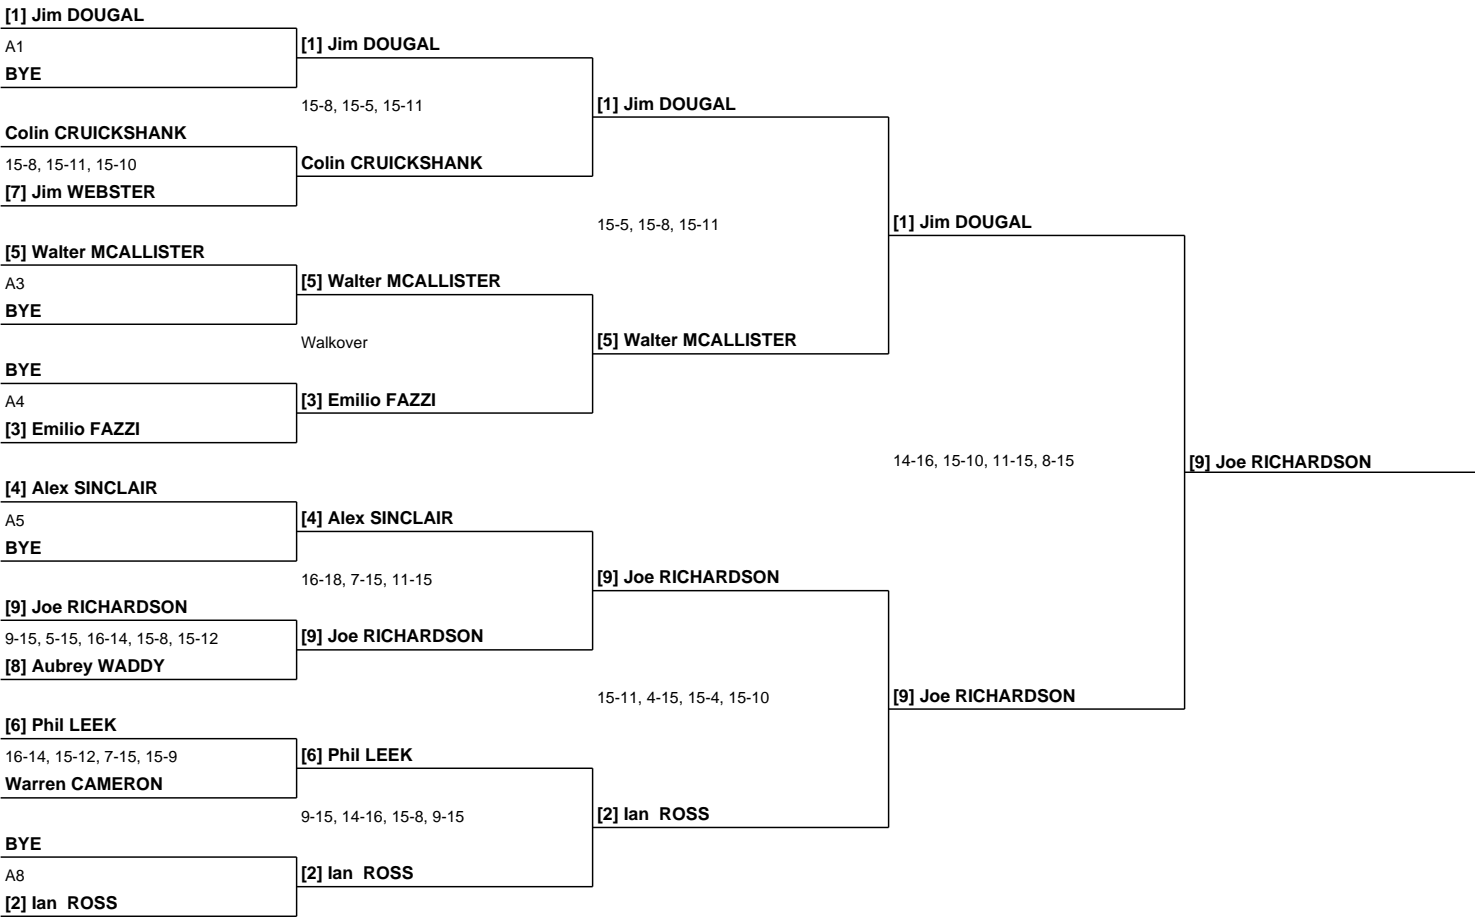 [1] Jim DOUGAL
A1
BYE
Colin CRUICKSHANK
15-8, 15-11, 15-10
[7] Jim WEBSTER
[5] Walter MCALLISTER
A3
BYE
BYE
A4
[3] Emilio FAZZI
[4] Alex SINCLAIR
A5
BYE
[9] Joe RICHARDSON
9-15, 5-15, 16-14, 15-8, 15-12
[8] Aubrey WADDY
[6] Phil LEEK
16-14, 15-12, 7-15, 15-9
Warren CAMERON
BYE
A8
[2] Ian  ROSS
[1] Jim DOUGAL
15-8, 15-5, 15-11
Colin CRUICKSHANK
[5] Walter MCALLISTER
Walkover
[3] Emilio FAZZI
[4] Alex SINCLAIR
16-18, 7-15, 11-15
[9] Joe RICHARDSON
[6] Phil LEEK
9-15, 14-16, 15-8, 9-15
[2] Ian  ROSS
[1] Jim DOUGAL
15-5, 15-8, 15-11
[5] Walter MCALLISTER
[9] Joe RICHARDSON
15-11, 4-15, 15-4, 15-10
[2] Ian  ROSS
[1] Jim DOUGAL
14-16, 15-10, 11-15, 8-15
[9] Joe RICHARDSON
[9] Joe RICHARDSON